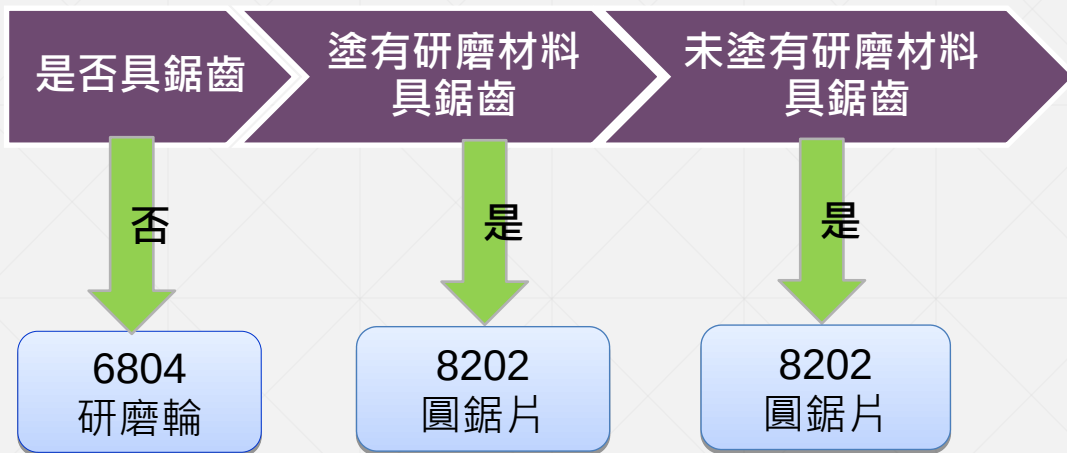 是否具鋸齒
塗有研磨材料
具鋸齒
未塗有研磨材料
具鋸齒
否
是
是
6804
研磨輪
8202
圓鋸片
8202
圓鋸片